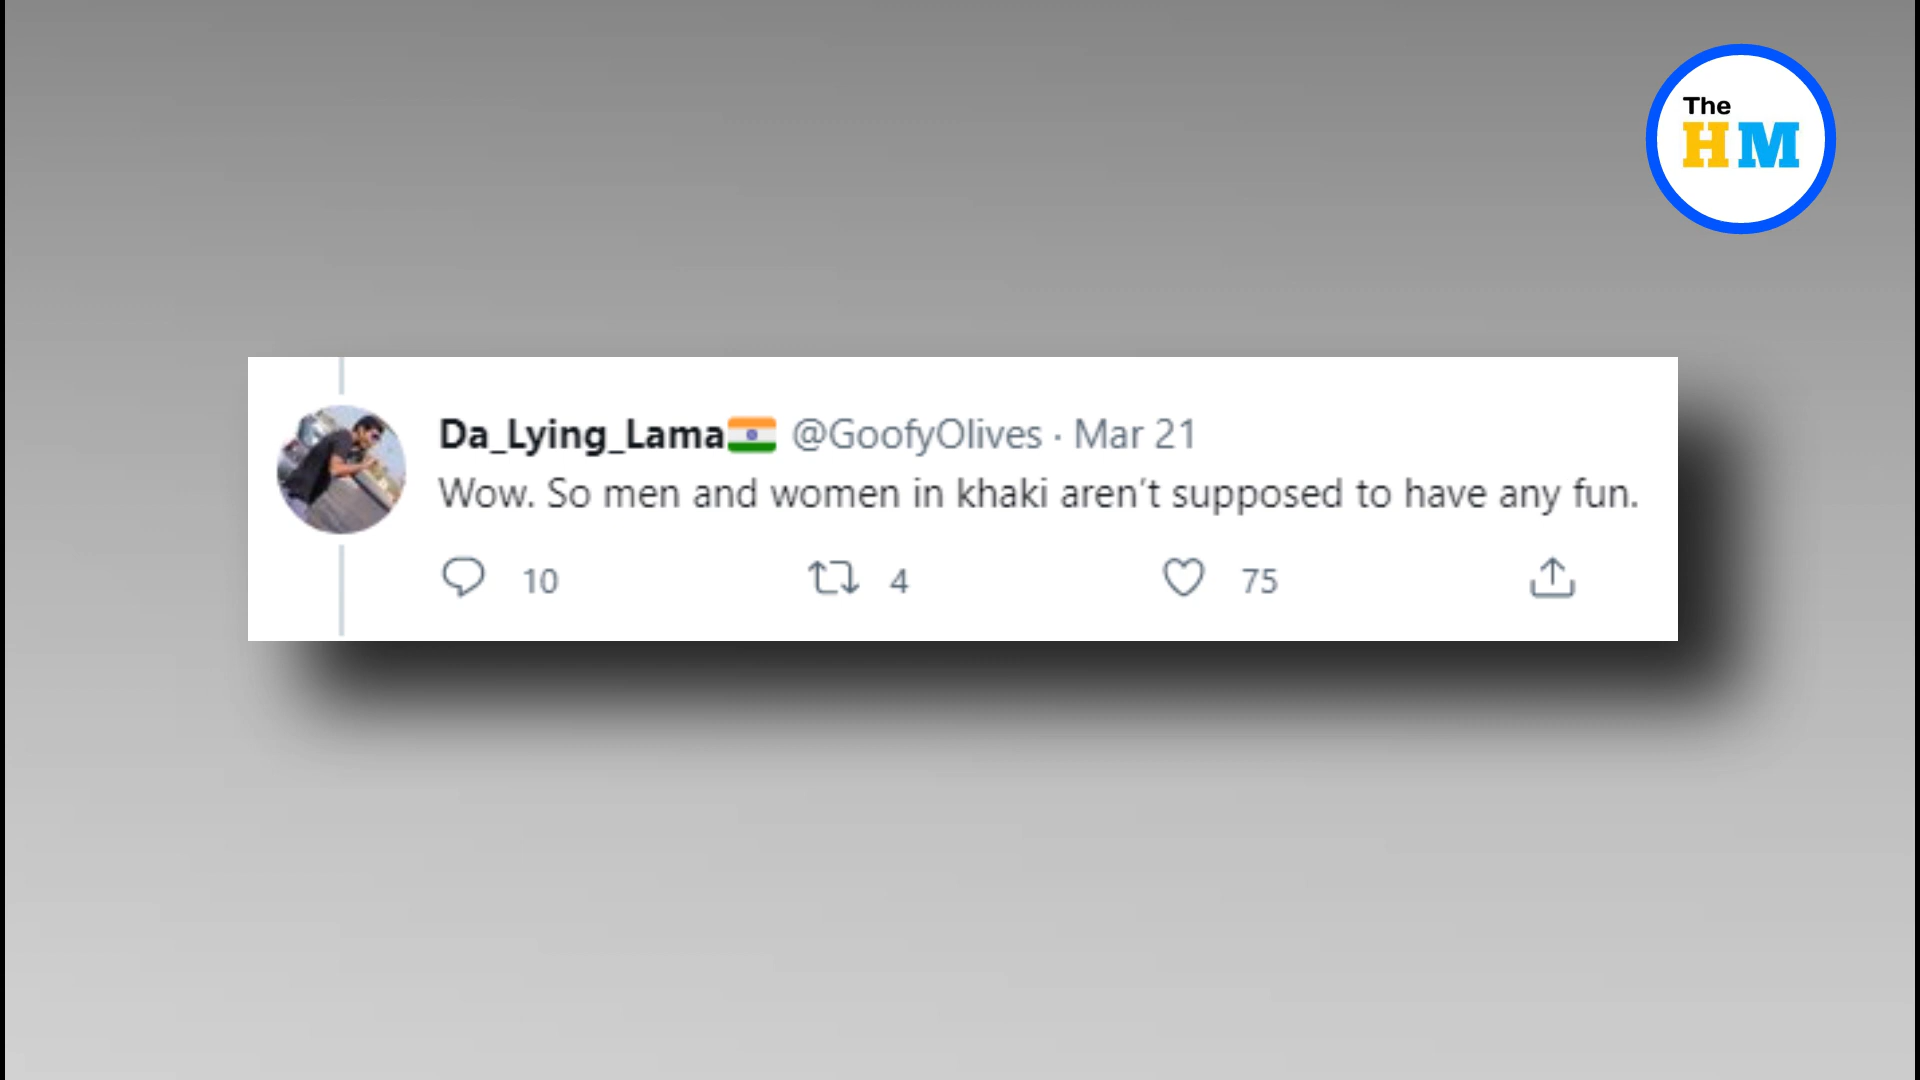 The
HM
Da_Lying_Lama🇮🇳 @GoofyOlives · Mar 21
Wow. So men and women in khaki aren't supposed to have any fun.
10 4 75